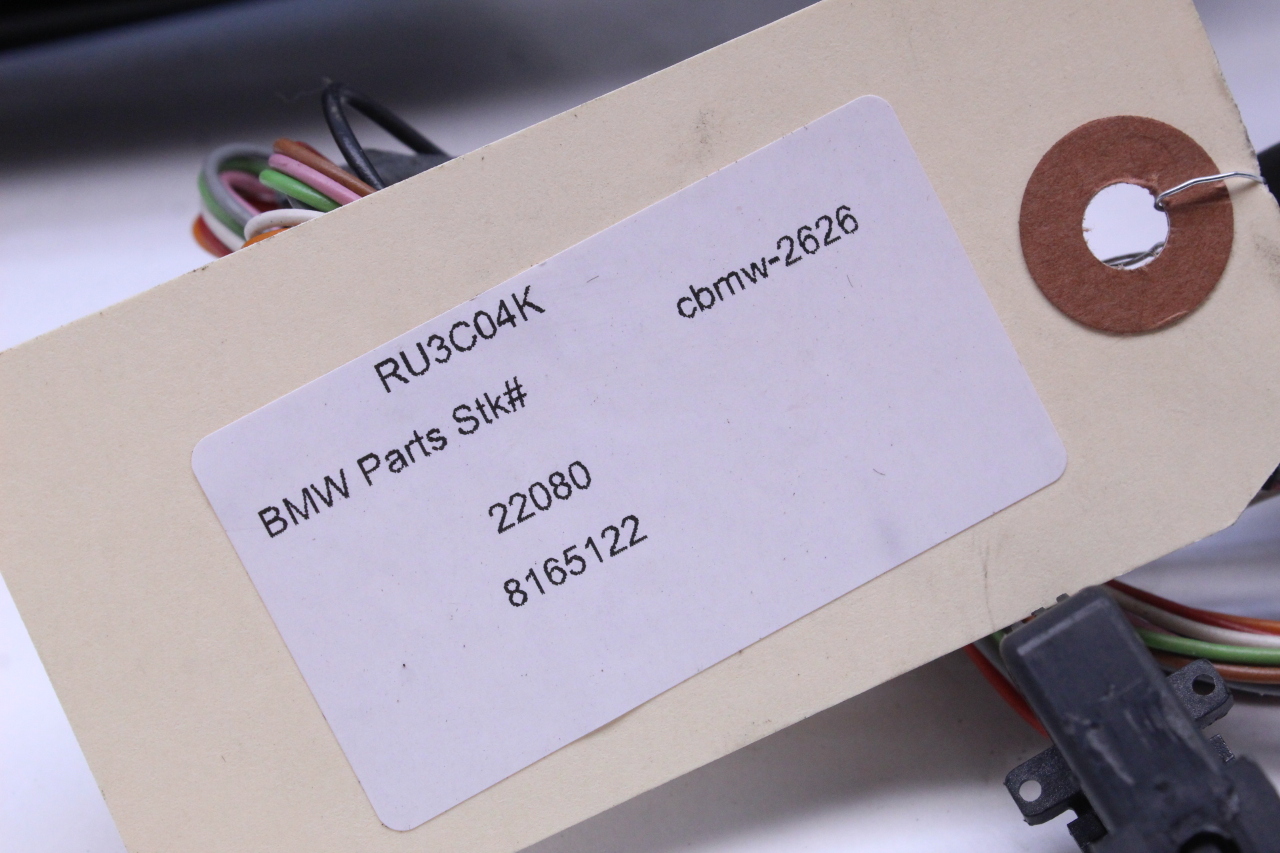 RU3C04K cbmw-2626
BMW Parts Stk#
22080
8165122